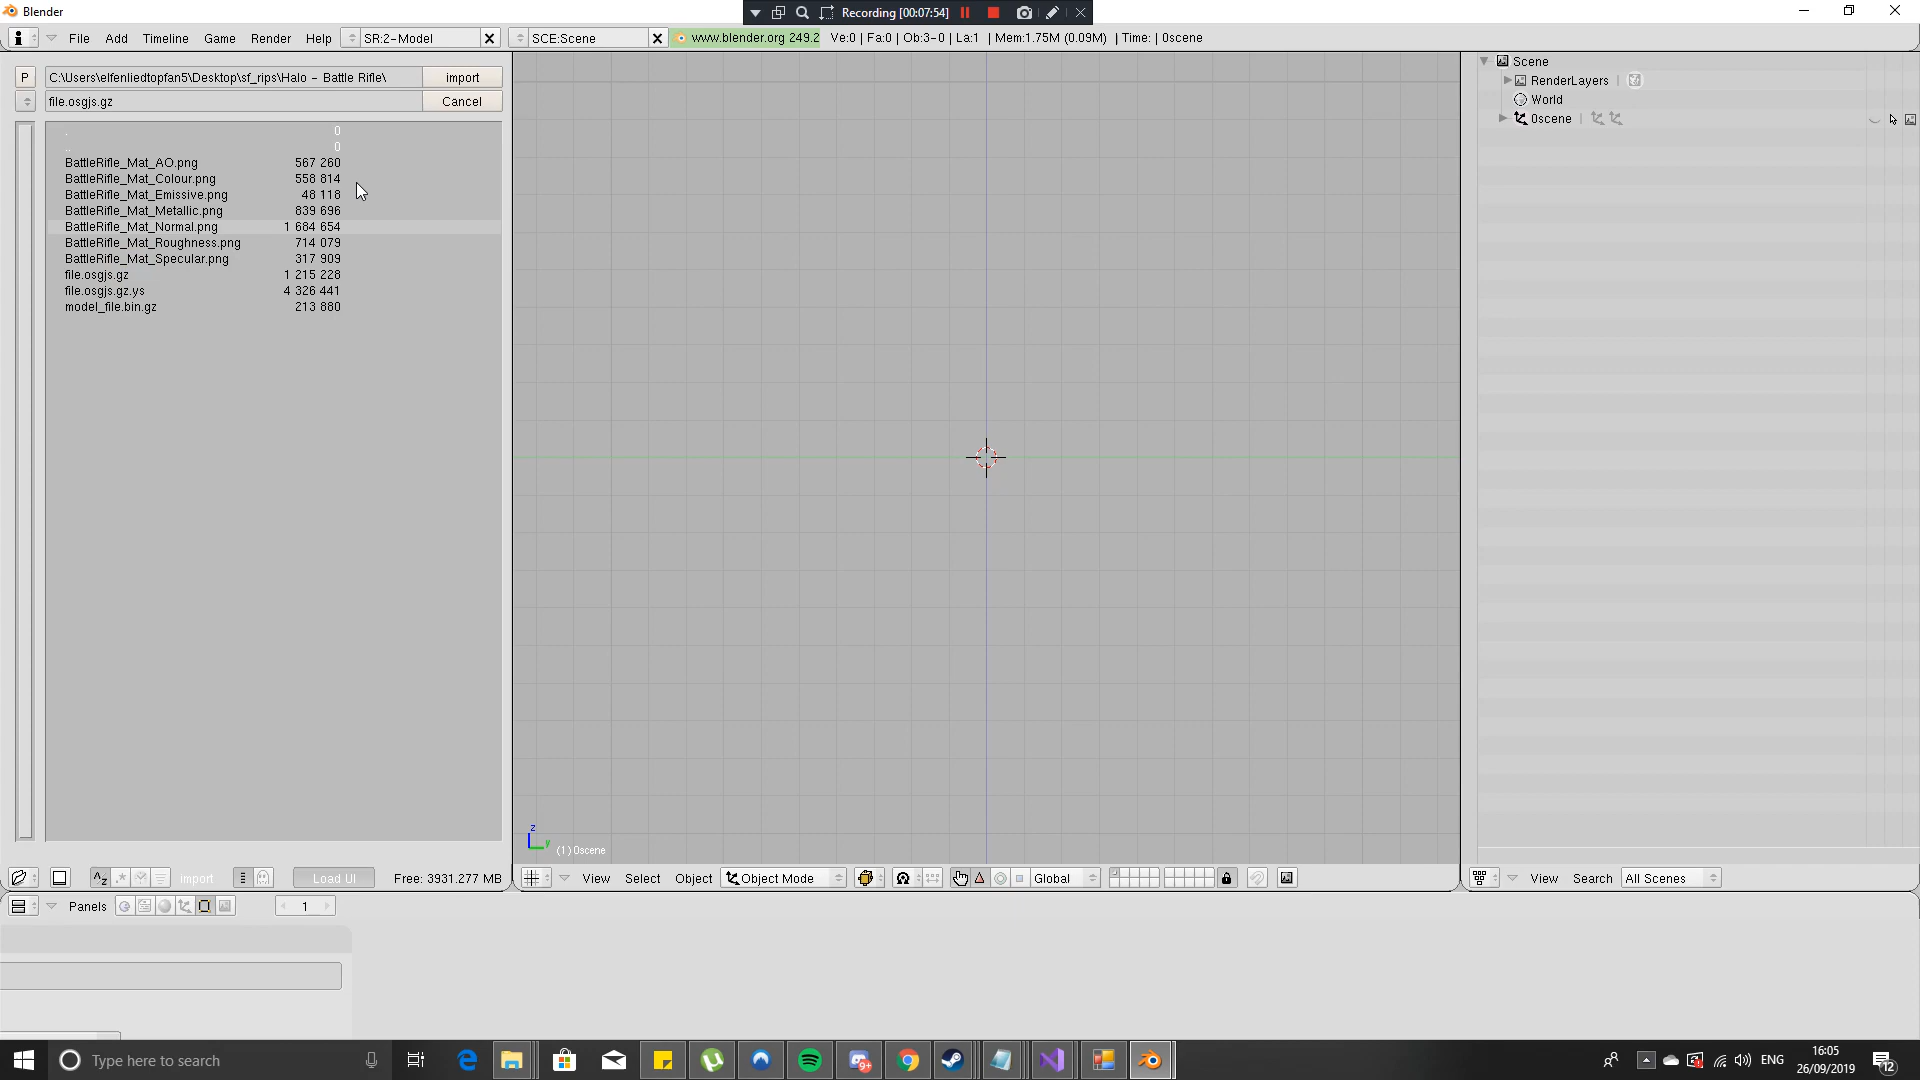 Blender
Recording [00:07:54]
File Add Timeline Game Render Help SR:2-Model SCE:Scene www.blender.org 249.2 Ve:0 | Fa:0 | Ob:3-0 | La:1 | Mem:1.75M (0.09M) | Time: | 0scene
P C:\Users\elfenliedtopfan5\Desktop\sf_rips\Halo - Battle Rifle\ import
file.osgjs.gz Cancel
. 0
.. 0
BattleRifle_Mat_AO.png 567 260
BattleRifle_Mat_Colour.png 558 814
BattleRifle_Mat_Emissive.png 48 118
BattleRifle_Mat_Metallic.png 839 696
BattleRifle_Mat_Normal.png 1 684 654
BattleRifle_Mat_Roughness.png 714 079
BattleRifle_Mat_Specular.png 317 909
file.osgjs.gz 1 215 228
file.osgjs.gz.ys 4 326 441
model_file.bin.gz 213 880
Scene
RenderLayers |
World
0scene |
z
y
(1) 0scene
import Load UI Free: 3931.277 MB
View Select Object Object Mode Global
View Search All Scenes
Panels 1
Type here to search
9+
ENG
16:05
26/09/2019
12